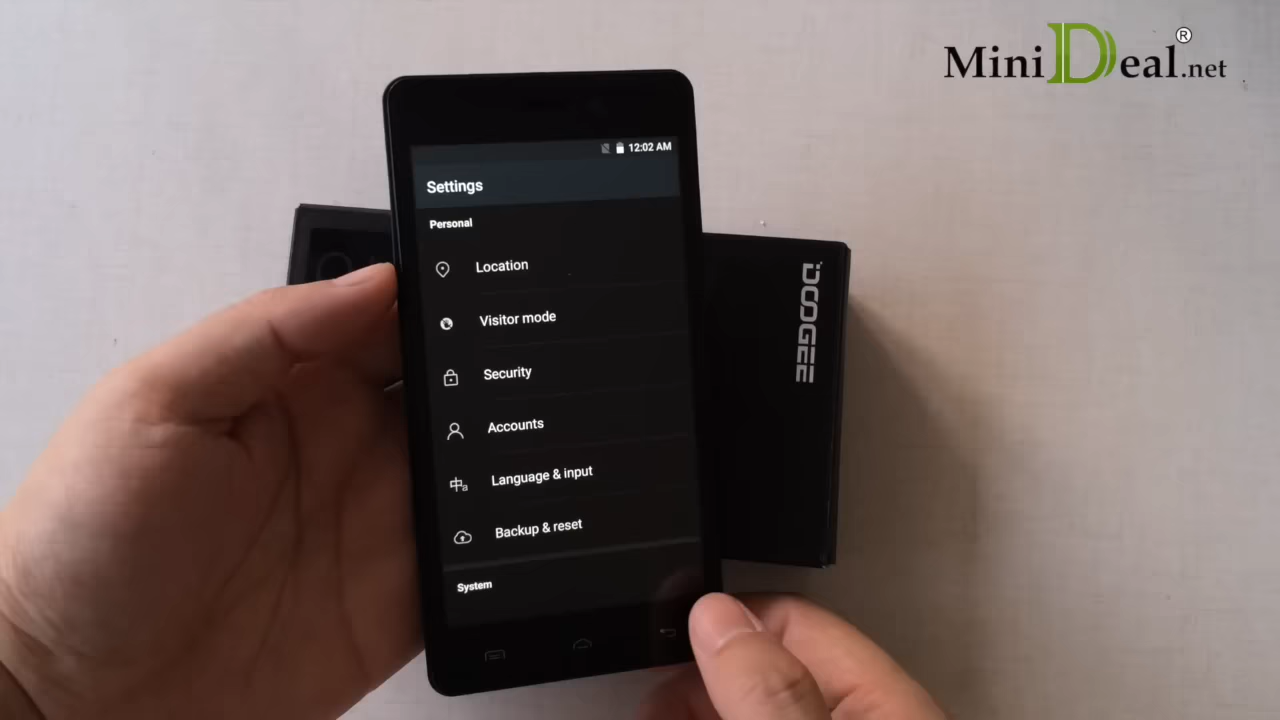 MiniDeal.net®
12:02 AM
Settings
Personal
Location
Visitor mode
Security
Accounts
Language & input
Backup & reset
System
DOOGEE